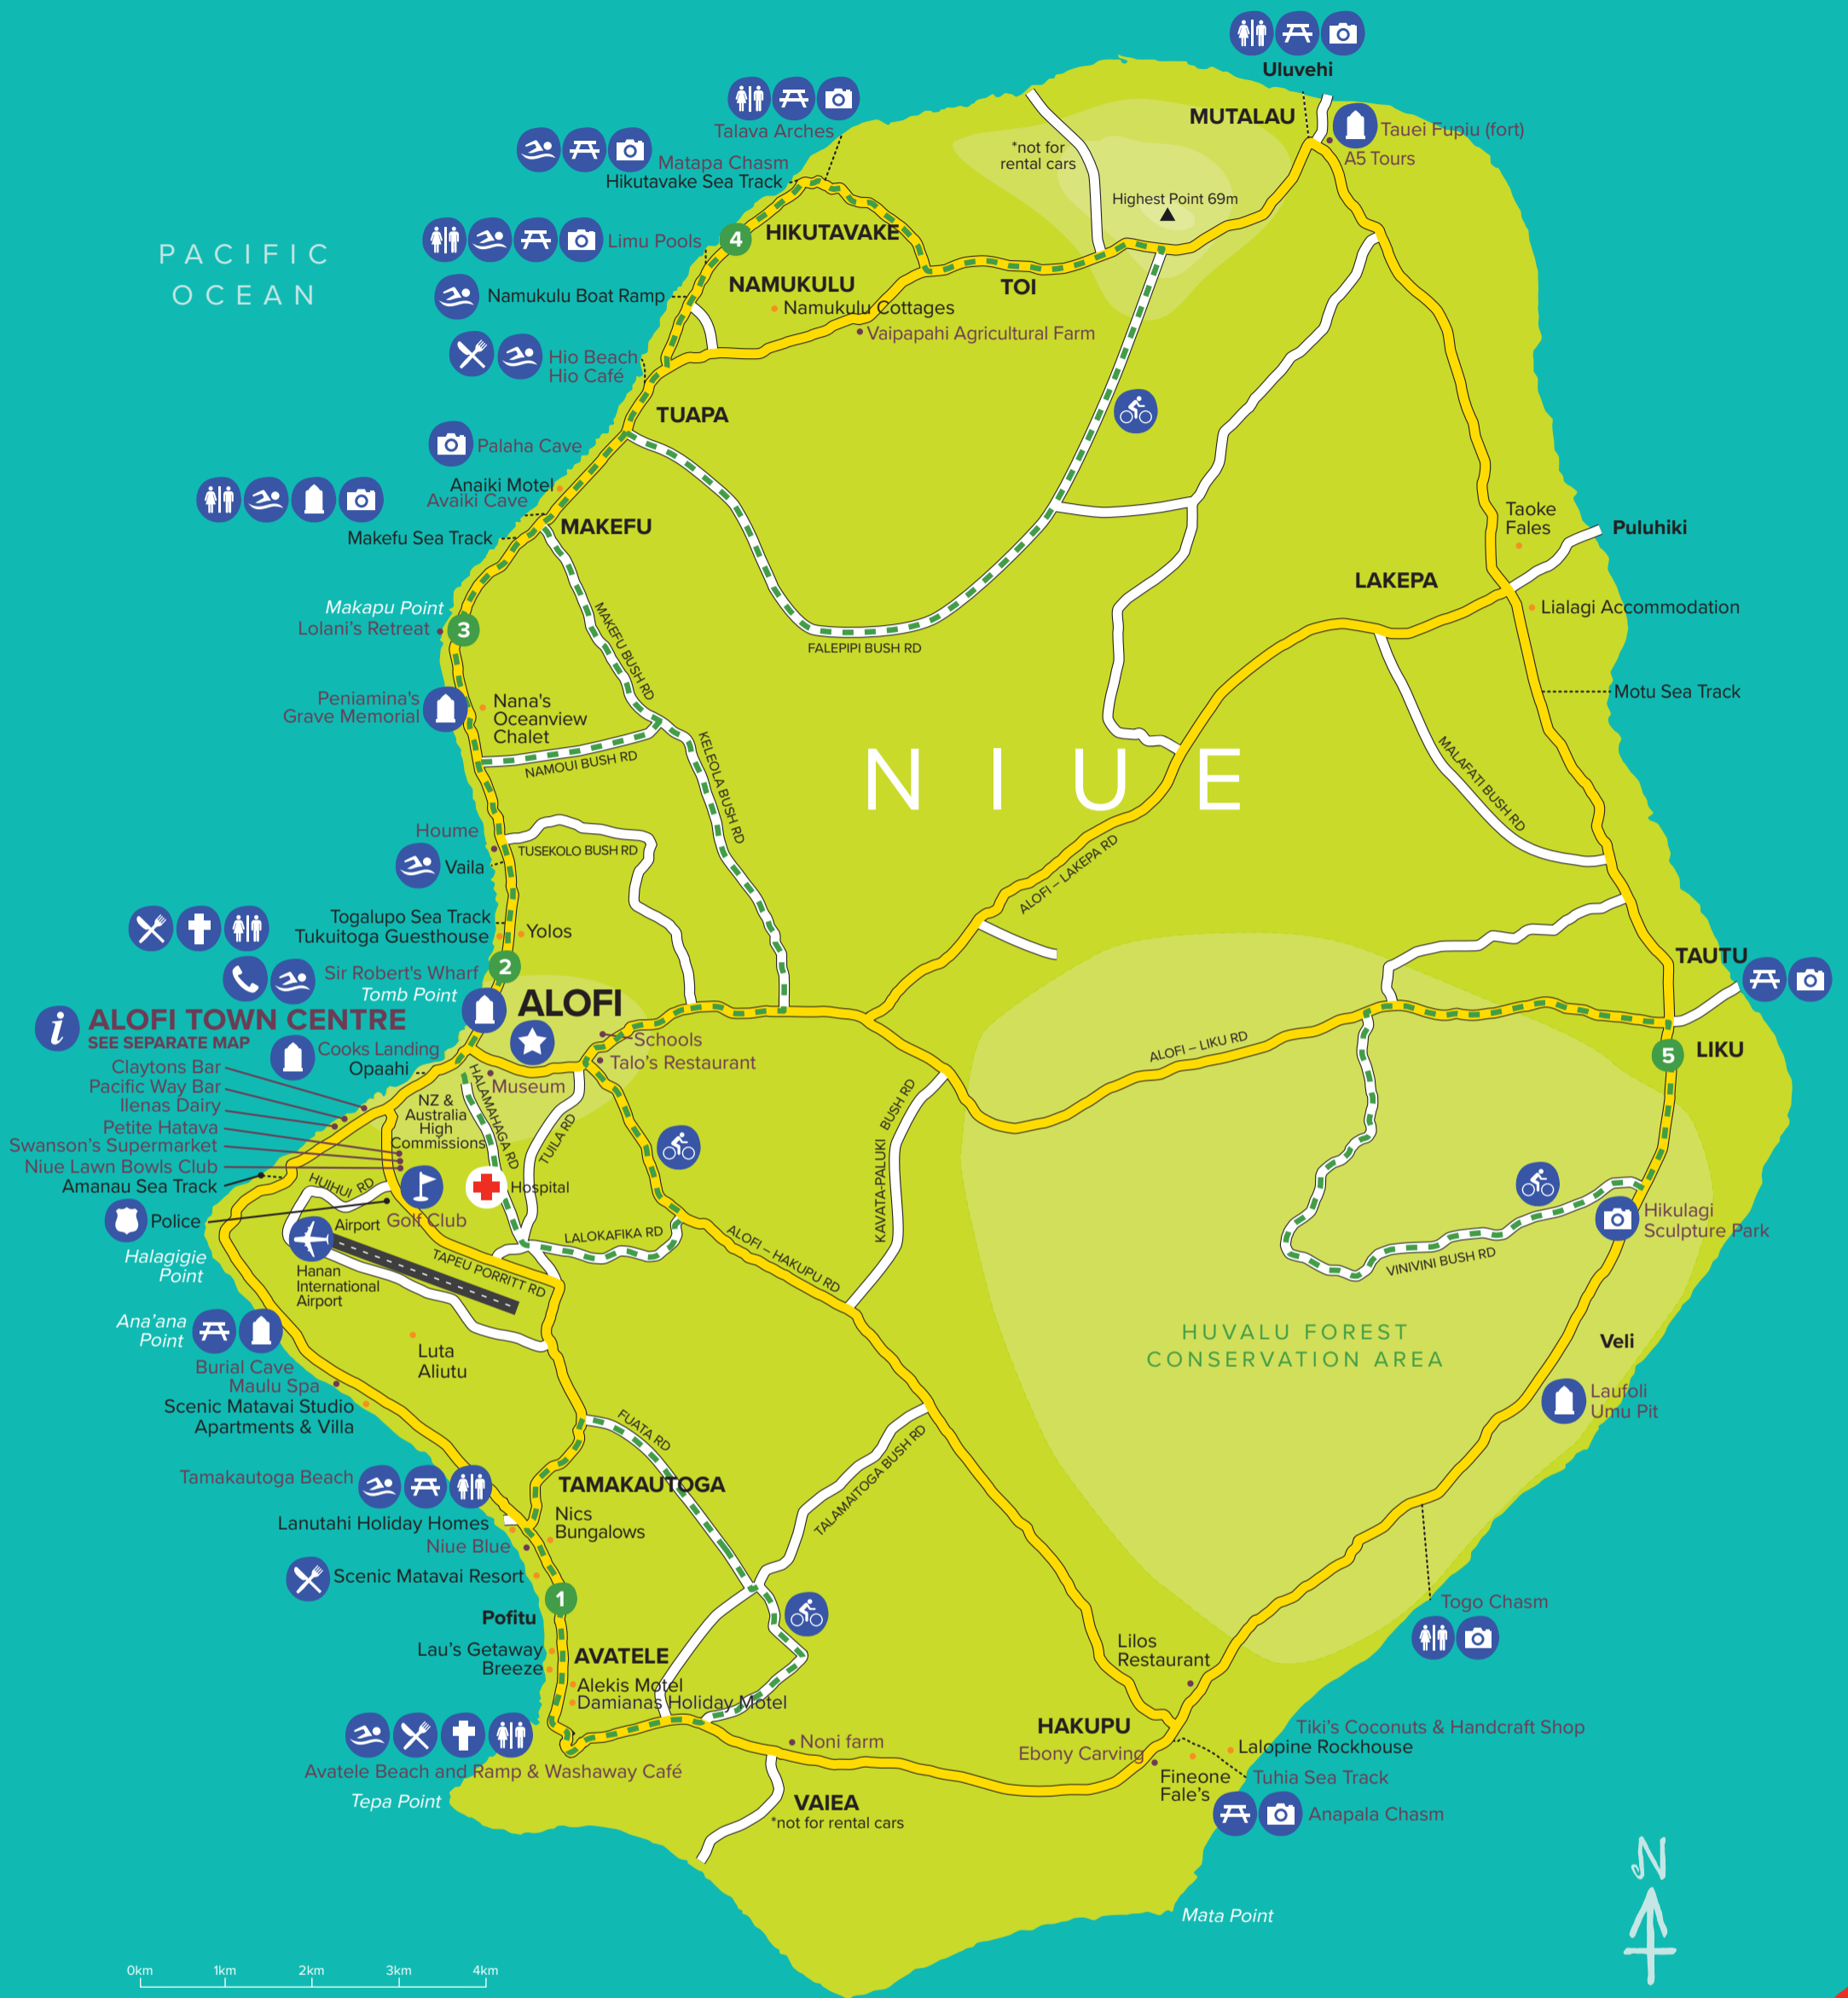 Uluvehi
MUTALAU
Tauei Fupiu (fort)
A5 Tours
Talava Arches
Matapa Chasm
Hikutavake Sea Track
*not for
rental cars
Highest Point 69m
PACIFIC
OCEAN
Limu Pools
4
HIKUTAVAKE
NAMUKULU
Namukulu Boat Ramp
Namukulu Cottages
TOI
Vaipapahi Agricultural Farm
Hio Beach
Hio Café
TUAPA
Palaha Cave
Anaiki Motel
Avaiki Cave
MAKEFU
Makefu Sea Track
Taoke
Fales
Puluhiki
LAKEPA
Lialagi Accommodation
Makapu Point
Lolani's Retreat
3
MAKEFU BUSH RD
FALEPIPI BUSH RD
Peniamina's
Grave Memorial
Nana's
Oceanview
Chalet
NAMOUI BUSH RD
KELEOLA BUSH RD
Motu Sea Track
NIUE
MALAFATI BUSH RD
Houme
Vaila
TUSEKOLO BUSH RD
ALOFI – LAKEPA RD
Togalupo Sea Track
Tukuitoga Guesthouse
Yolos
2
Sir Robert's Wharf
Tomb Point
ALOFI
TAUTU
i
ALOFI TOWN CENTRE
SEE SEPARATE MAP
Cooks Landing
Opaahi
Schools
Talo's Restaurant
Museum
ALOFI – LIKU RD
5
LIKU
Claytons Bar
Pacific Way Bar
Ilenas Dairy
Petite Hatava
Swanson's Supermarket
Niue Lawn Bowls Club
Amanau Sea Track
NZ &
Australia
High
Commissions
HALAMAHAGA RD
TUILA RD
KAVATA-PALUKI BUSH RD
HUIHUI RD
Hospital
Police
Airport
Golf Club
Halagigie
Point
Hanan
International
Airport
TAPEU PORRITT RD
LALOKAFIKA RD
ALOFI – HAKUPU RD
Hikulagi
Sculpture Park
VINIVINI BUSH RD
HUVALU FOREST
CONSERVATION AREA
Veli
Ana'ana
Point
Luta
Aliutu
Burial Cave
Maulu Spa
Scenic Matavai Studio
Apartments & Villa
Laufoli
Umu Pit
FUATA RD
TALAMAITOGA BUSH RD
Tamakautoga Beach
TAMAKAUTOGA
Nics
Bungalows
Lanutahi Holiday Homes
Niue Blue
Scenic Matavai Resort
1
Pofitu
Togo Chasm
Lau's Getaway
Breeze
AVATELE
Alekis Motel
Damianas Holiday Motel
Lilos
Restaurant
Avatele Beach and Ramp & Washaway Café
Tepa Point
Noni farm
HAKUPU
Ebony Carving
Tiki's Coconuts & Handcraft Shop
Lalopine Rockhouse
Fineone
Fale's
Tuhia Sea Track
Anapala Chasm
VAIEA
*not for rental cars
Mata Point
N
0km
1km
2km
3km
4km